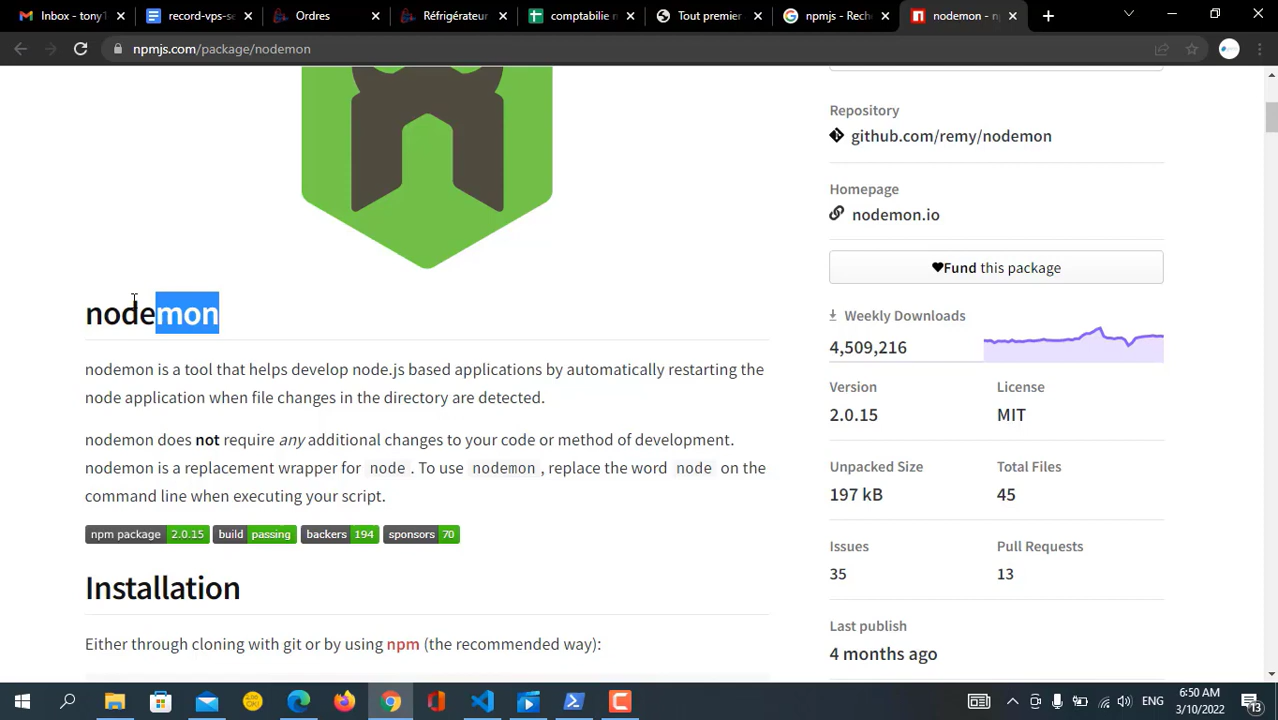 Inbox - tonyT
record-vps-se
Ordres
Réfrigérateur
comptabilie m
Tout premier
npmjs - Reche
nodemon - np
npmjs.com/package/nodemon
nodemon
nodemon is a tool that helps develop node.js based applications by automatically restarting the
node application when file changes in the directory are detected.
nodemon does not require any additional changes to your code or method of development.
nodemon is a replacement wrapper for node. To use nodemon, replace the word node on the
command line when executing your script.
npm package 2.0.15 build passing backers 194 sponsors 70
Installation
Either through cloning with git or by using npm (the recommended way):
Repository
github.com/remy/nodemon
Homepage
nodemon.io
Fund this package
Weekly Downloads
4,509,216
Version License
2.0.15 MIT
Unpacked Size Total Files
197 kB 45
Issues Pull Requests
35 13
Last publish
4 months ago
ENG
6:50 AM
3/10/2022
13